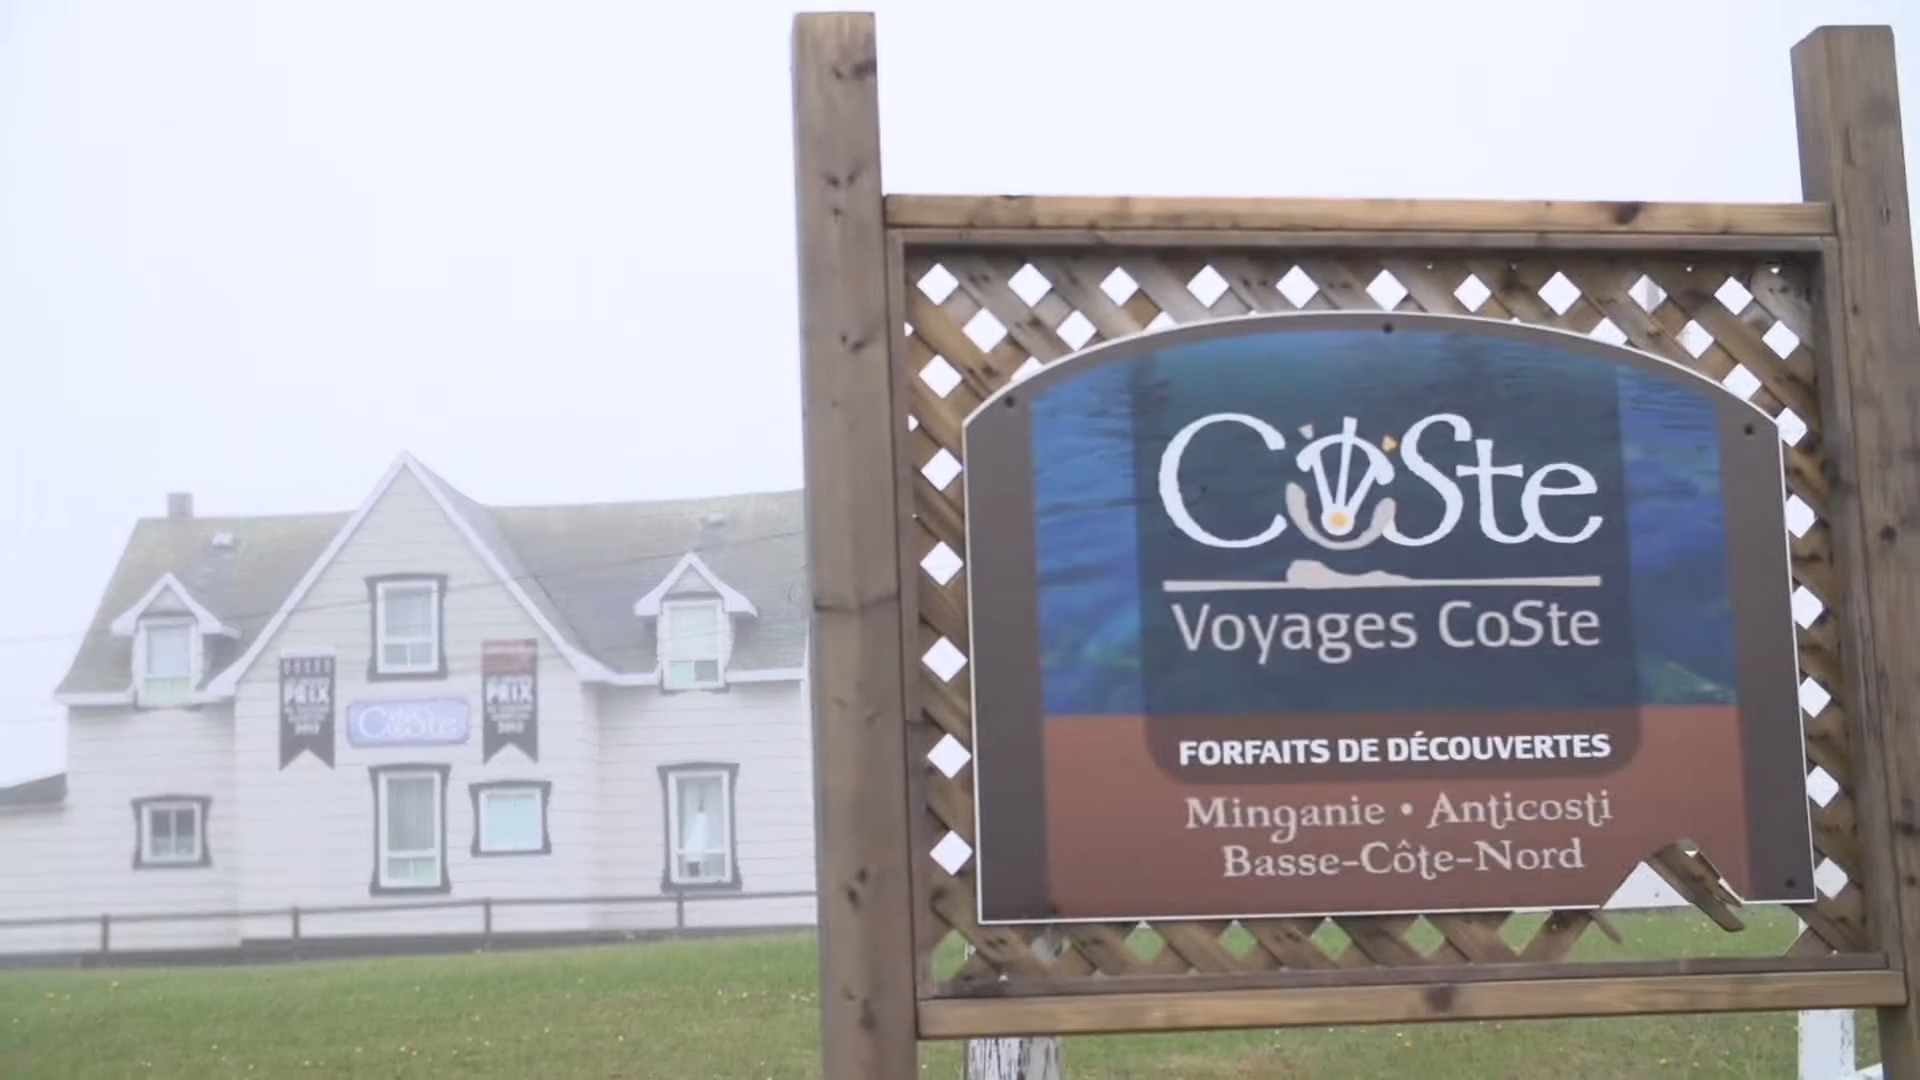 CoSte
Voyages CoSte
FORFAITS DE DÉCOUVERTES
Minganie • Anticosti
Basse-Côte-Nord
PRIX
CoSte
PRIX